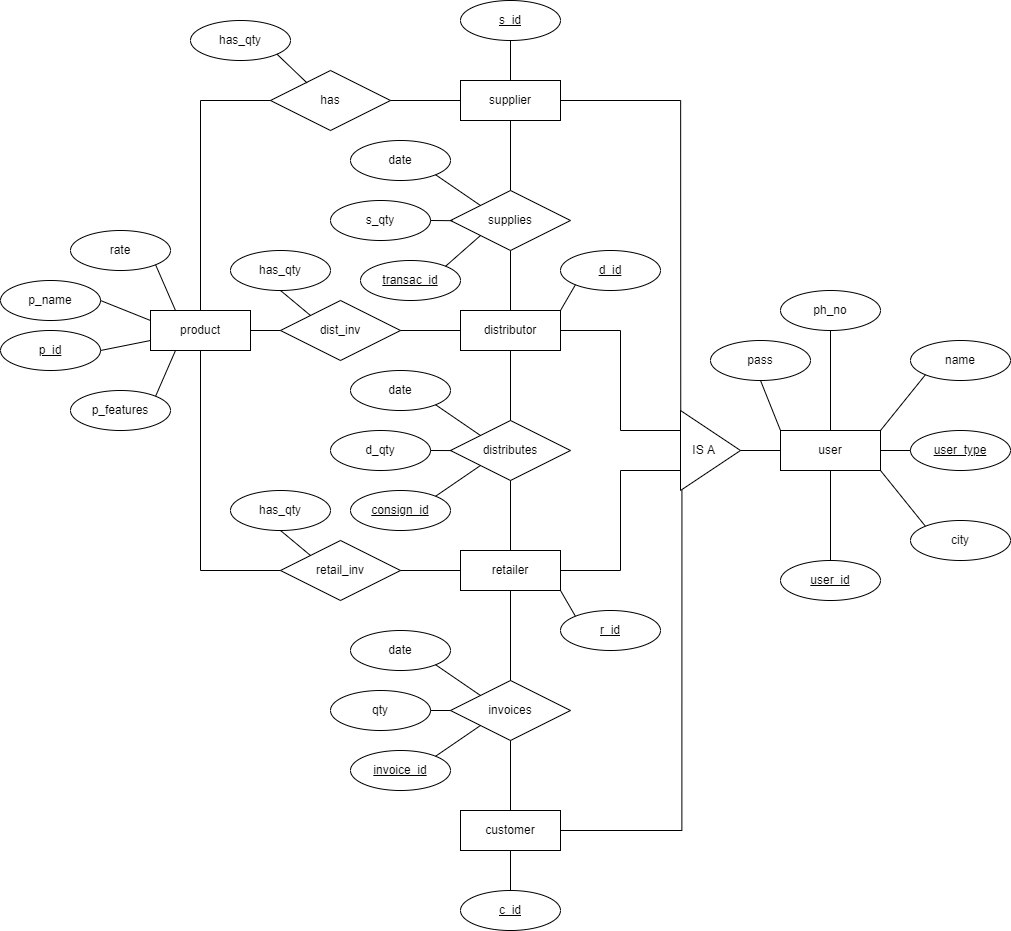 s_id
has_qty
has
supplier
date
s_qty
supplies
transac_id
rate
has_qty
d_id
p_name
product
dist_inv
distributor
p_id
p_features
ph_no
pass
name
date
d_qty
distributes
IS A
user
user_type
consign_id
has_qty
city
retail_inv
retailer
user_id
r_id
date
qty
invoices
invoice_id
customer
c_id